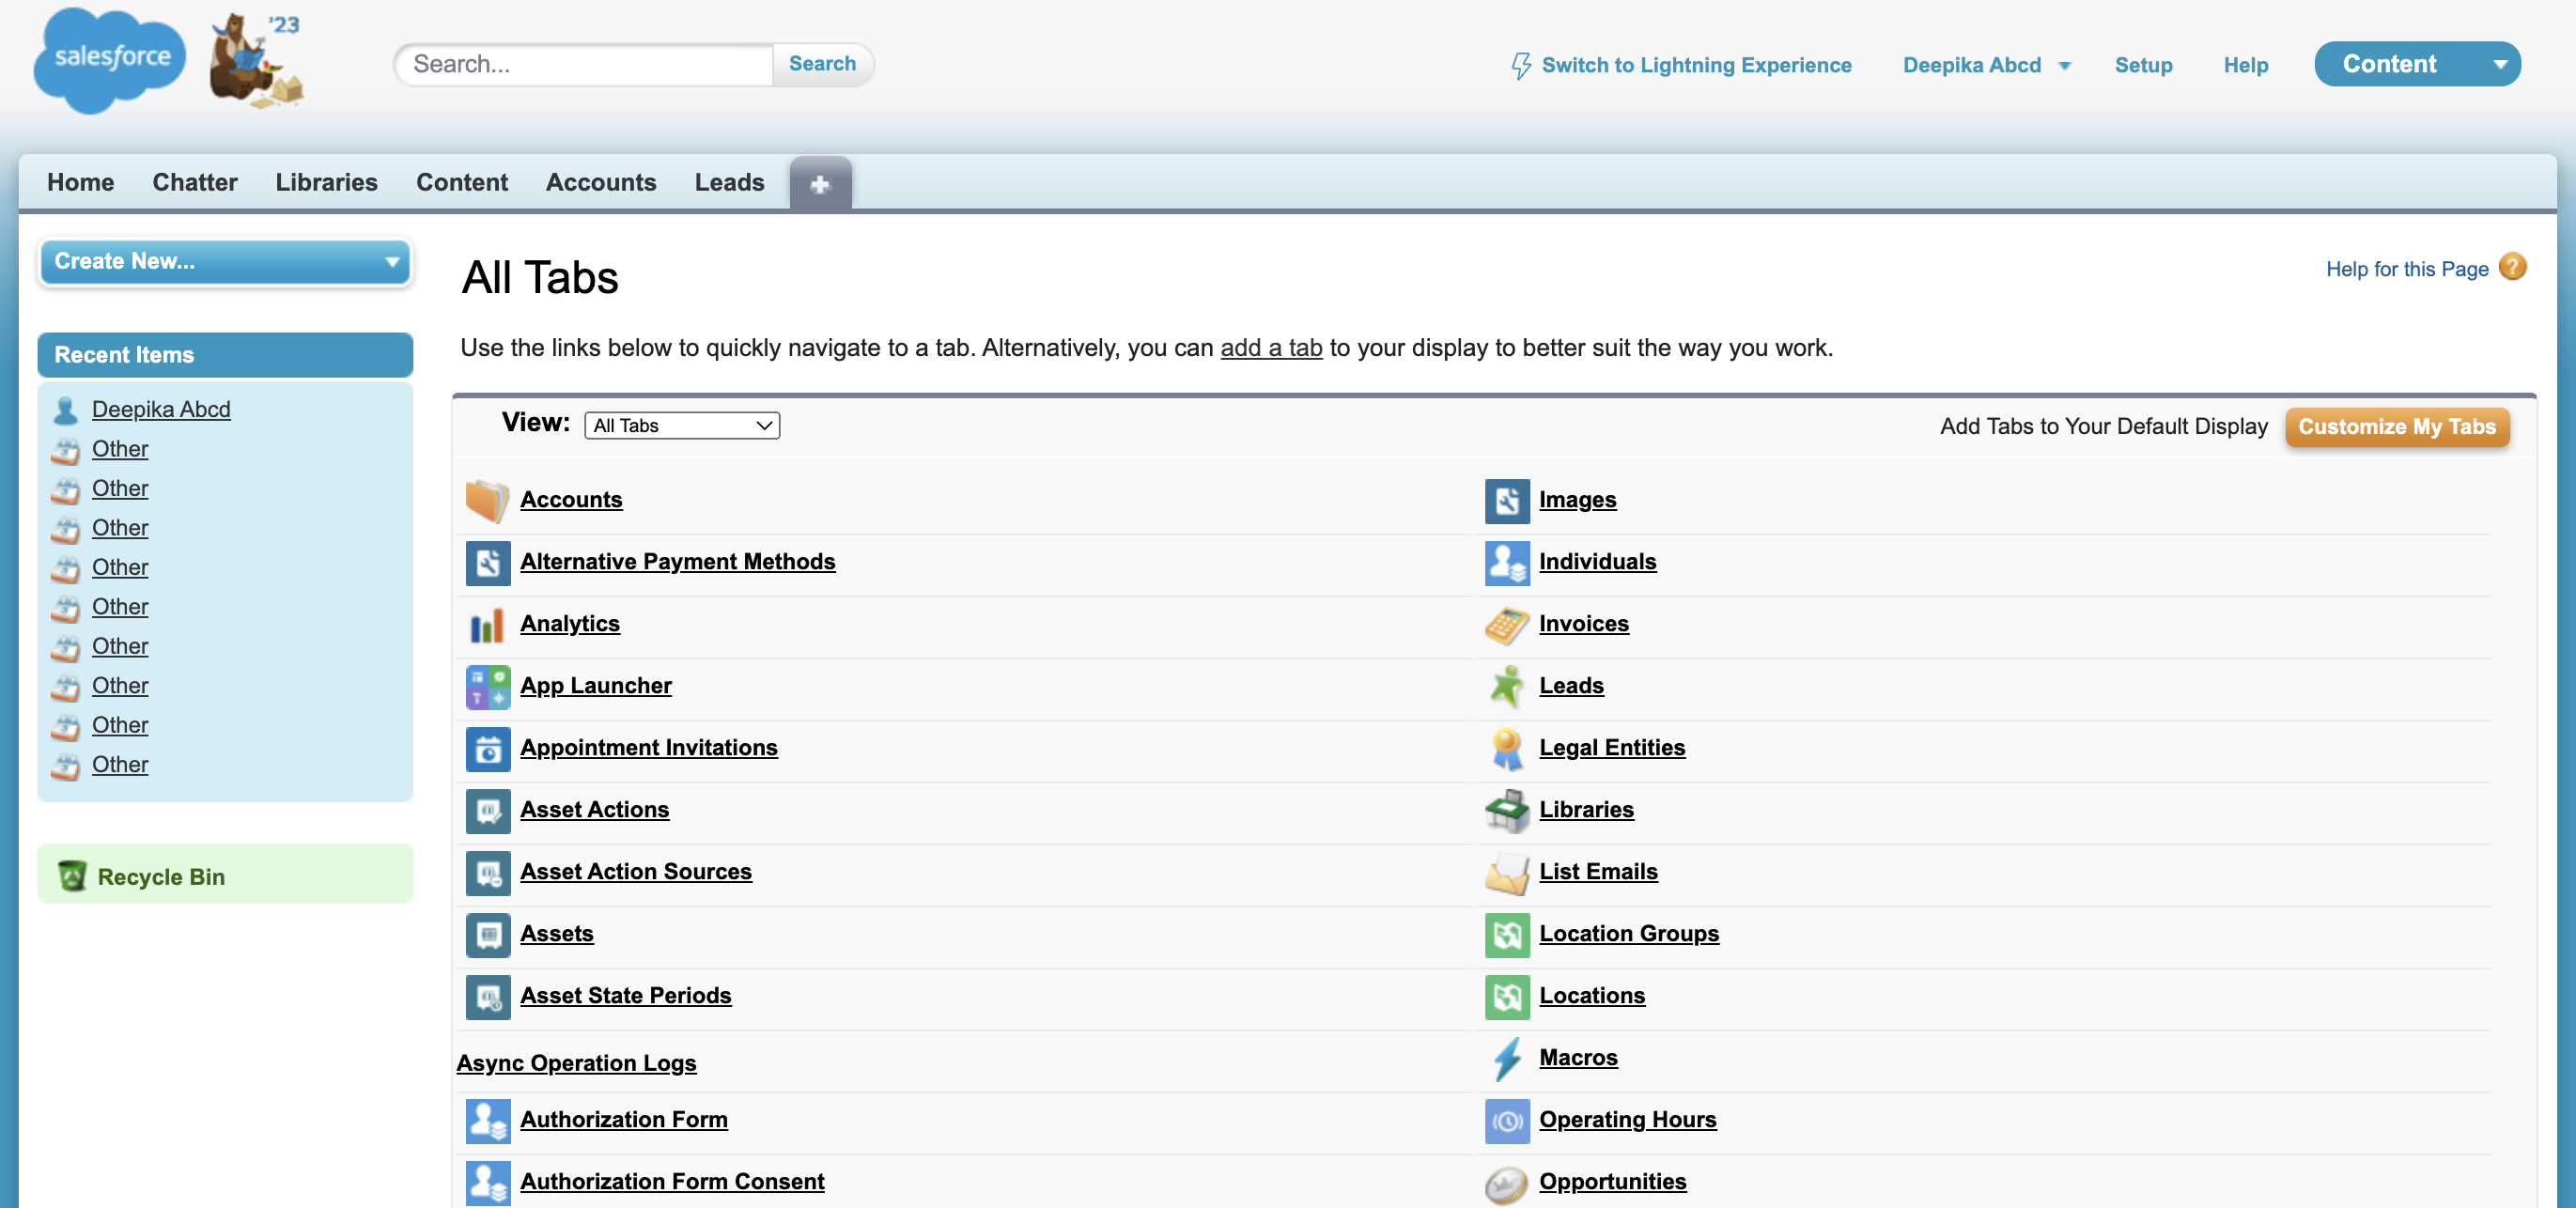 salesforce
'23
Search...
Search
Switch to Lightning Experience
Deepika Abcd
Setup
Help
Content
Home
Chatter
Libraries
Content
Accounts
Leads
Create New...
Recent Items
Deepika Abcd
Other
Other
Other
Other
Other
Other
Other
Other
Other
Recycle Bin
All Tabs
Help for this Page
?
Use the links below to quickly navigate to a tab. Alternatively, you can add a tab to your display to better suit the way you work.
View:
All Tabs
Add Tabs to Your Default Display
Customize My Tabs
Accounts
Alternative Payment Methods
Analytics
App Launcher
Appointment Invitations
Asset Actions
Asset Action Sources
Assets
Asset State Periods
Async Operation Logs
Authorization Form
Authorization Form Consent
Images
Individuals
Invoices
Leads
Legal Entities
Libraries
List Emails
Location Groups
Locations
Macros
Operating Hours
Opportunities